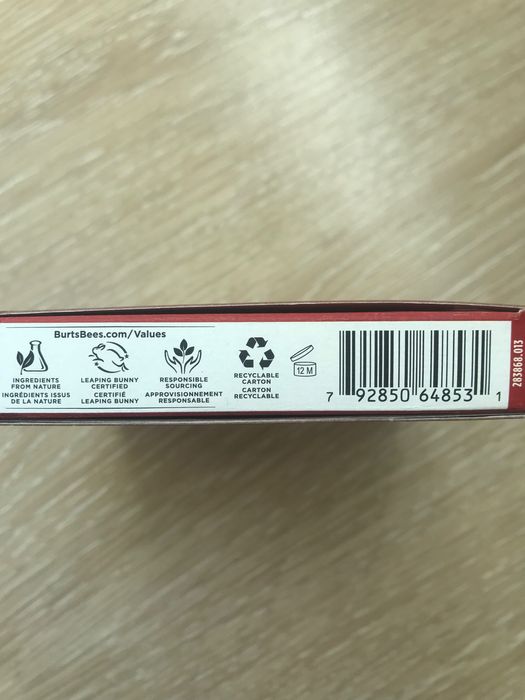 BurtsBees.com/Values
INGREDIENTS
FROM NATURE
INGRÉDIENTS ISSUS
DE LA NATURE
LEAPING BUNNY
CERTIFIED
CERTIFIÉ
LEAPING BUNNY
RESPONSIBLE
SOURCING
APPROVISIONNEMENT
RESPONSABLE
RECYCLABLE
CARTON
CARTON
RECYCLABLE
12 M
7 92850 64853 1
283868.013